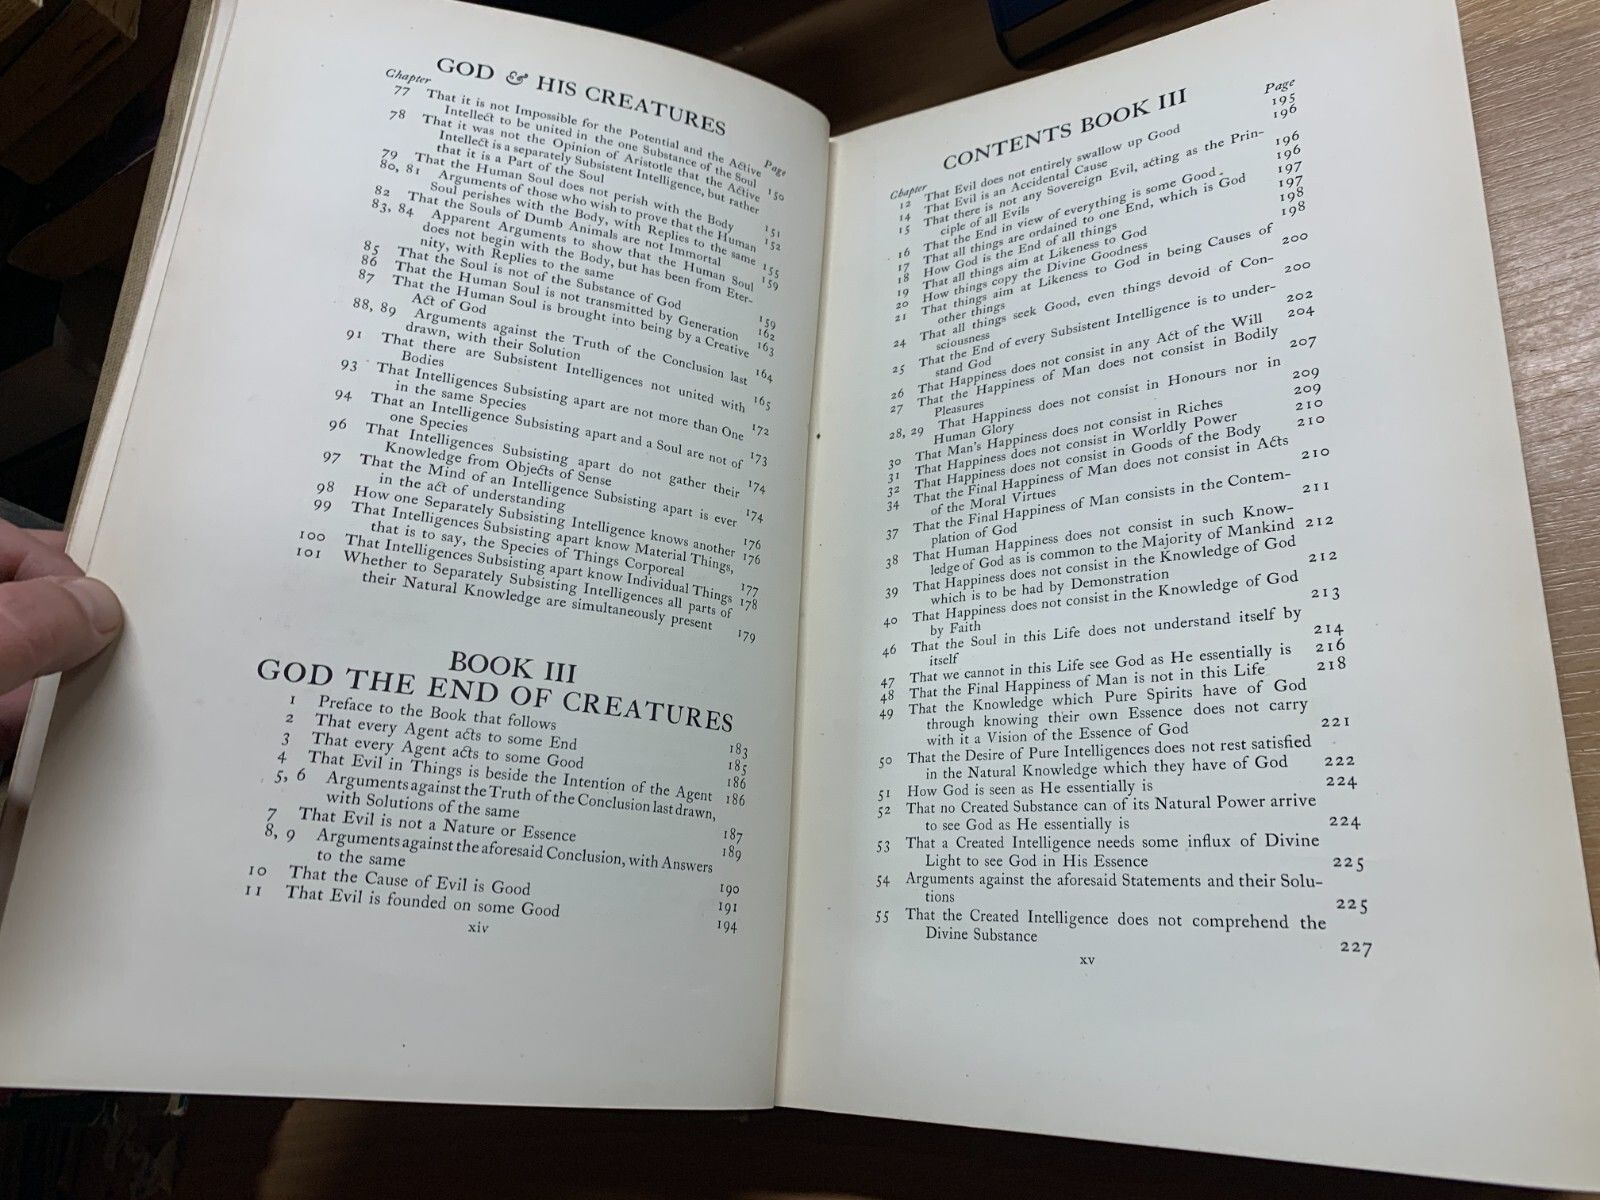 GOD & HIS CREATURES
Chapter
Page
77 That it is not Impossible for the Potential and the Active
Intellect to be united in the one Substance of the Soul 150
78 That it was not the Opinion of Aristotle that the Active
Intellect is a separately Subsistent Intelligence, but rather
that it is a Part of the Soul 151
79 That the Human Soul does not perish with the Body 152
80, 81 Arguments of those who wish to prove that the Human
Soul perishes with the Body, with Replies to the same 155
82 That the Souls of Dumb Animals are not Immortal 159
83, 84 Apparent Arguments to show that the Human Soul
does not begin with the Body, but has been from Eter-
nity, with Replies to the same 159
85 That the Soul is not of the Substance of God 162
86 That the Human Soul is not transmitted by Generation 163
87 That the Human Soul is brought into being by a Creative
Act of God 164
88, 89 Arguments against the Truth of the Conclusion last
drawn, with their Solution 165
91 That there are Subsistent Intelligences not united with
Bodies 172
93 That Intelligences Subsisting apart are not more than One
in the same Species 173
94 That an Intelligence Subsisting apart and a Soul are not of
one Species 174
96 That Intelligences Subsisting apart do not gather their
Knowledge from Objects of Sense 174
97 That the Mind of an Intelligence Subsisting apart is ever
in the act of understanding 176
98 How one Separately Subsisting Intelligence knows another 176
99 That Intelligences Subsisting apart know Material Things,
that is to say, the Species of Things Corporeal 177
100 That Intelligences Subsisting apart know Individual Things 178
101 Whether to Separately Subsisting Intelligences all parts of
their Natural Knowledge are simultaneously present 179
BOOK III
GOD THE END OF CREATURES
1 Preface to the Book that follows 183
2 That every Agent acts to some End 185
3 That every Agent acts to some Good 186
4 That Evil in Things is beside the Intention of the Agent 186
5, 6 Arguments against the Truth of the Conclusion last drawn,
with Solutions of the same 187
7 That Evil is not a Nature or Essence 189
8, 9 Arguments against the aforesaid Conclusion, with Answers
to the same 190
10 That the Cause of Evil is Good 191
11 That Evil is founded on some Good 194
xiv
CONTENTS BOOK III
Chapter
Page
12 That Evil does not entirely swallow up Good 195
14 That Evil is an Accidental Cause 196
15 That there is not any Sovereign Evil, acting as the Prin-
ciple of all Evils 196
16 That the End in view of everything is some Good 196
17 That all things are ordained to one End, which is God 197
18 How God is the End of all things 197
19 That all things aim at Likeness to God 198
20 How things copy the Divine Goodness 198
21 That things aim at Likeness to God in being Causes of
other things 200
24 That all things seek Good, even things devoid of Con-
sciousness 200
25 That the End of every Subsistent Intelligence is to under-
stand God 202
26 That Happiness does not consist in any Act of the Will 204
27 That the Happiness of Man does not consist in Bodily
Pleasures 207
28, 29 That Happiness does not consist in Honours nor in
Human Glory 209
30 That Man's Happiness does not consist in Riches 209
31 That Happiness does not consist in Worldly Power 210
32 That Happiness does not consist in Goods of the Body 210
34 That the Final Happiness of Man does not consist in Acts
of the Moral Virtues 210
37 That the Final Happiness of Man consists in the Contem-
plation of God 211
38 That Human Happiness does not consist in such Know-
ledge of God as is common to the Majority of Mankind 212
39 That Happiness does not consist in the Knowledge of God
which is to be had by Demonstration 212
40 That Happiness does not consist in the Knowledge of God
by Faith 213
46 That the Soul in this Life does not understand itself by
itself 214
47 That we cannot in this Life see God as He essentially is 216
48 That the Final Happiness of Man is not in this Life 218
49 That the Knowledge which Pure Spirits have of God
through knowing their own Essence does not carry
with it a Vision of the Essence of God 221
50 That the Desire of Pure Intelligences does not rest satisfied
in the Natural Knowledge which they have of God 222
51 How God is seen as He essentially is 224
52 That no Created Substance can of its Natural Power arrive
to see God as He essentially is 224
53 That a Created Intelligence needs some influx of Divine
Light to see God in His Essence 225
54 Arguments against the aforesaid Statements and their Solu-
tions 225
55 That the Created Intelligence does not comprehend the
Divine Substance 227
xv